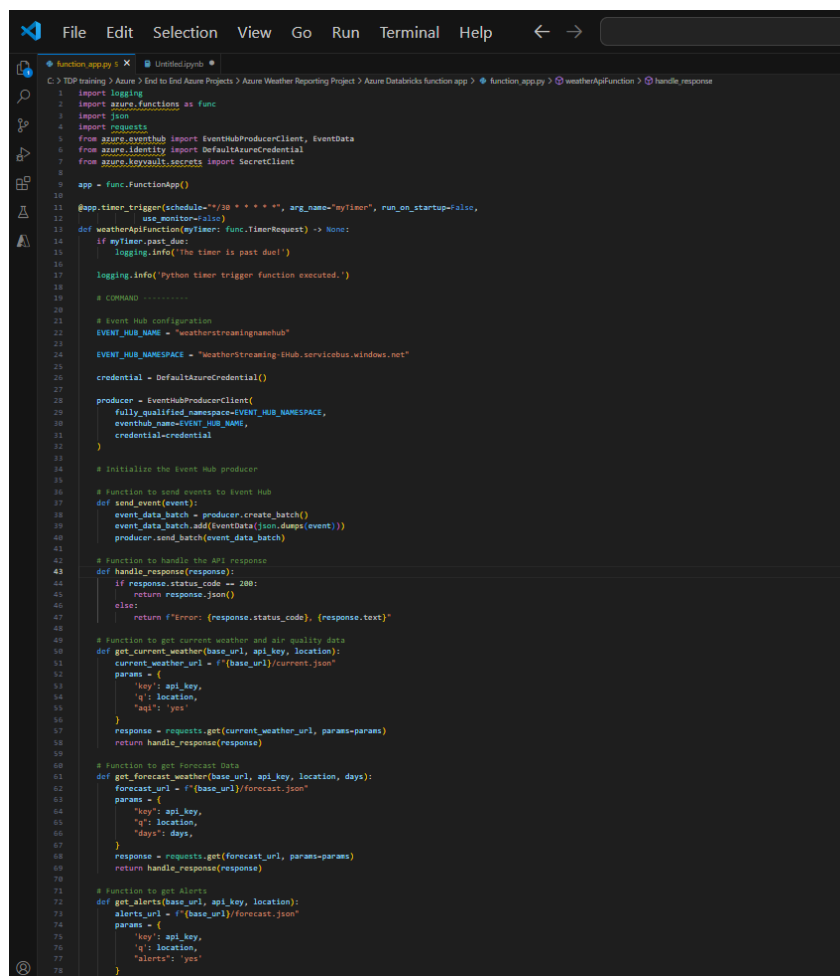 File Edit Selection View Go Run Terminal Help ← →
function_app.py 5 X Untitled.ipynb ●
C: > TDP training > Azure > End to End Azure Projects > Azure Weather Reporting Project > Azure Databricks function app > function_app.py > weatherApiFunction > handle_response
1 import logging
2 import azure.functions as func
3 import json
4 import requests
5 from azure.eventhub import EventHubProducerClient, EventData
6 from azure.identity import DefaultAzureCredential
7 from azure.keyvault.secrets import SecretClient
8
9 app = func.FunctionApp()
10
11 @app.timer_trigger(schedule="*/30 * * * * *", arg_name="myTimer", run_on_startup=False,
12 use_monitor=False)
13 def weatherApiFunction(myTimer: func.TimerRequest) -> None:
14 if myTimer.past_due:
15 logging.info('The timer is past due!')
16
17 logging.info('Python timer trigger function executed.')
18
19 # COMMAND ----------
20
21 # Event Hub configuration
22 EVENT_HUB_NAME = "weatherstreamingnamehub"
23
24 EVENT_HUB_NAMESPACE = "WeatherStreaming-EHub.servicebus.windows.net"
25
26 credential = DefaultAzureCredential()
27
28 producer = EventHubProducerClient(
29 fully_qualified_namespace=EVENT_HUB_NAMESPACE,
30 eventhub_name=EVENT_HUB_NAME,
31 credential=credential
32 )
33
34 # Initialize the Event Hub producer
35
36 # Function to send events to Event Hub
37 def send_event(event):
38 event_data_batch = producer.create_batch()
39 event_data_batch.add(EventData(json.dumps(event)))
40 producer.send_batch(event_data_batch)
41
42 # Function to handle the API response
43 def handle_response(response):
44 if response.status_code == 200:
45 return response.json()
46 else:
47 return f"Error: {response.status_code}, {response.text}"
48
49 # Function to get current weather and air quality data
50 def get_current_weather(base_url, api_key, location):
51 current_weather_url = f"{base_url}/current.json"
52 params = {
53 'key': api_key,
54 'q': location,
55 "aqi": 'yes'
56 }
57 response = requests.get(current_weather_url, params=params)
58 return handle_response(response)
59
60 # Function to get Forecast Data
61 def get_forecast_weather(base_url, api_key, location, days):
62 forecast_url = f"{base_url}/forecast.json"
63 params = {
64 "key": api_key,
65 "q": location,
66 "days": days,
67 }
68 response = requests.get(forecast_url, params=params)
69 return handle_response(response)
70
71 # Function to get Alerts
72 def get_alerts(base_url, api_key, location):
73 alerts_url = f"{base_url}/forecast.json"
74 params = {
75 'key': api_key,
76 'q': location,
77 "alerts": 'yes'
78 }